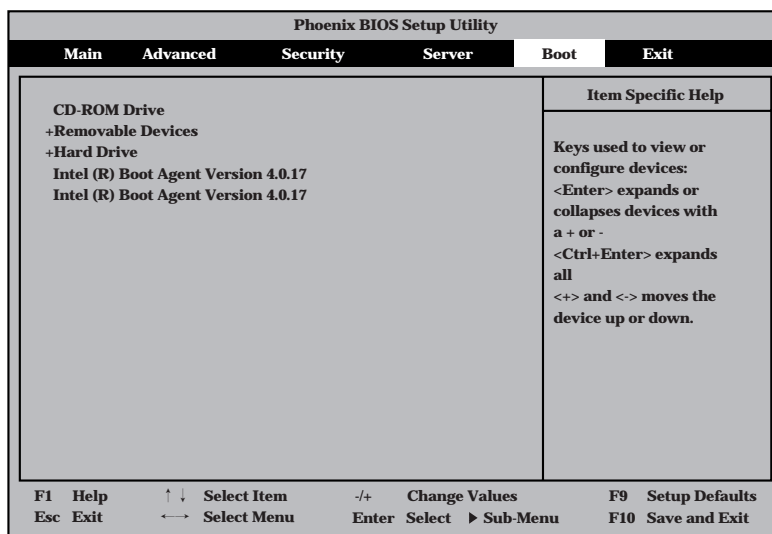 Phoenix BIOS Setup Utility
Main Advanced Security Server Boot Exit
CD-ROM Drive
+Removable Devices
+Hard Drive
Intel (R) Boot Agent Version 4.0.17
Intel (R) Boot Agent Version 4.0.17
Item Specific Help
Keys used to view or
configure devices:
<Enter> expands or
collapses devices with
a + or -
<Ctrl+Enter> expands
all
<+> and <-> moves the
device up or down.
F1 Help ↑ ↓ Select Item -/+ Change Values F9 Setup Defaults
Esc Exit ←→ Select Menu Enter Select ▶ Sub-Menu F10 Save and Exit